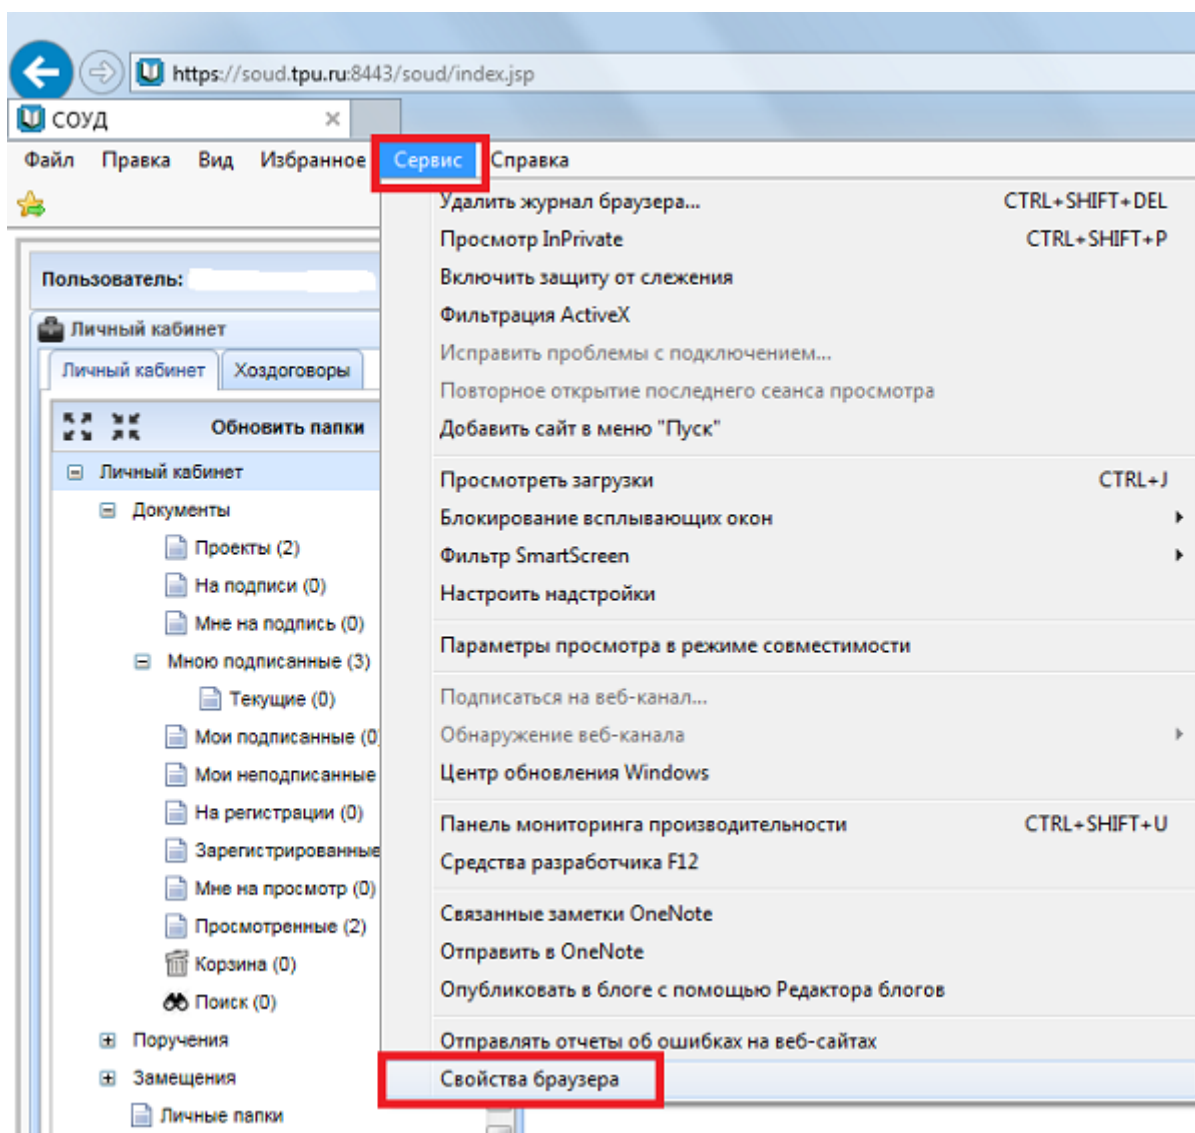 https://soud.tpu.ru:8443/soud/index.jsp
СОУД
Файл Правка Вид Избранное Сервис Справка
Удалить журнал браузера... CTRL+SHIFT+DEL
Просмотр InPrivate CTRL+SHIFT+P
Включить защиту от слежения
Фильтрация ActiveX
Исправить проблемы с подключением...
Повторное открытие последнего сеанса просмотра
Добавить сайт в меню "Пуск"
Просмотреть загрузки CTRL+J
Блокирование всплывающих окон
Фильтр SmartScreen
Настроить надстройки
Параметры просмотра в режиме совместимости
Подписаться на веб-канал...
Обнаружение веб-канала
Центр обновления Windows
Панель мониторинга производительности CTRL+SHIFT+U
Средства разработчика F12
Связанные заметки OneNote
Отправить в OneNote
Опубликовать в блоге с помощью Редактора блогов
Отправлять отчеты об ошибках на веб-сайтах
Свойства браузера
Пользователь:
Личный кабинет
Личный кабинет Хоздоговоры
Обновить папки
Личный кабинет
Документы
Проекты (2)
На подписи (0)
Мне на подпись (0)
Мною подписанные (3)
Текущие (0)
Мои подписанные (0)
Мои неподписанные
На регистрации (0)
Зарегистрированные
Мне на просмотр (0)
Просмотренные (2)
Корзина (0)
Поиск (0)
Поручения
Замещения
Личные папки